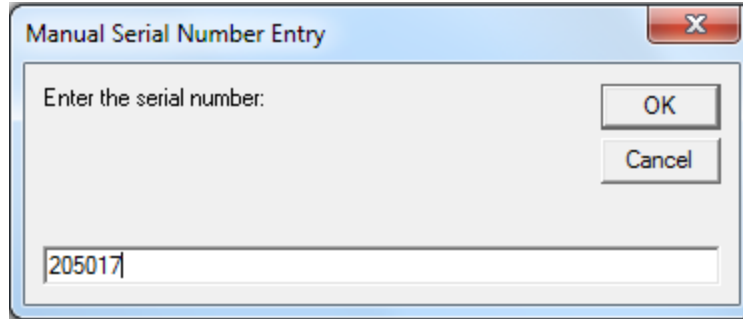 Manual Serial Number Entry
Enter the serial number:
OK
Cancel
205017